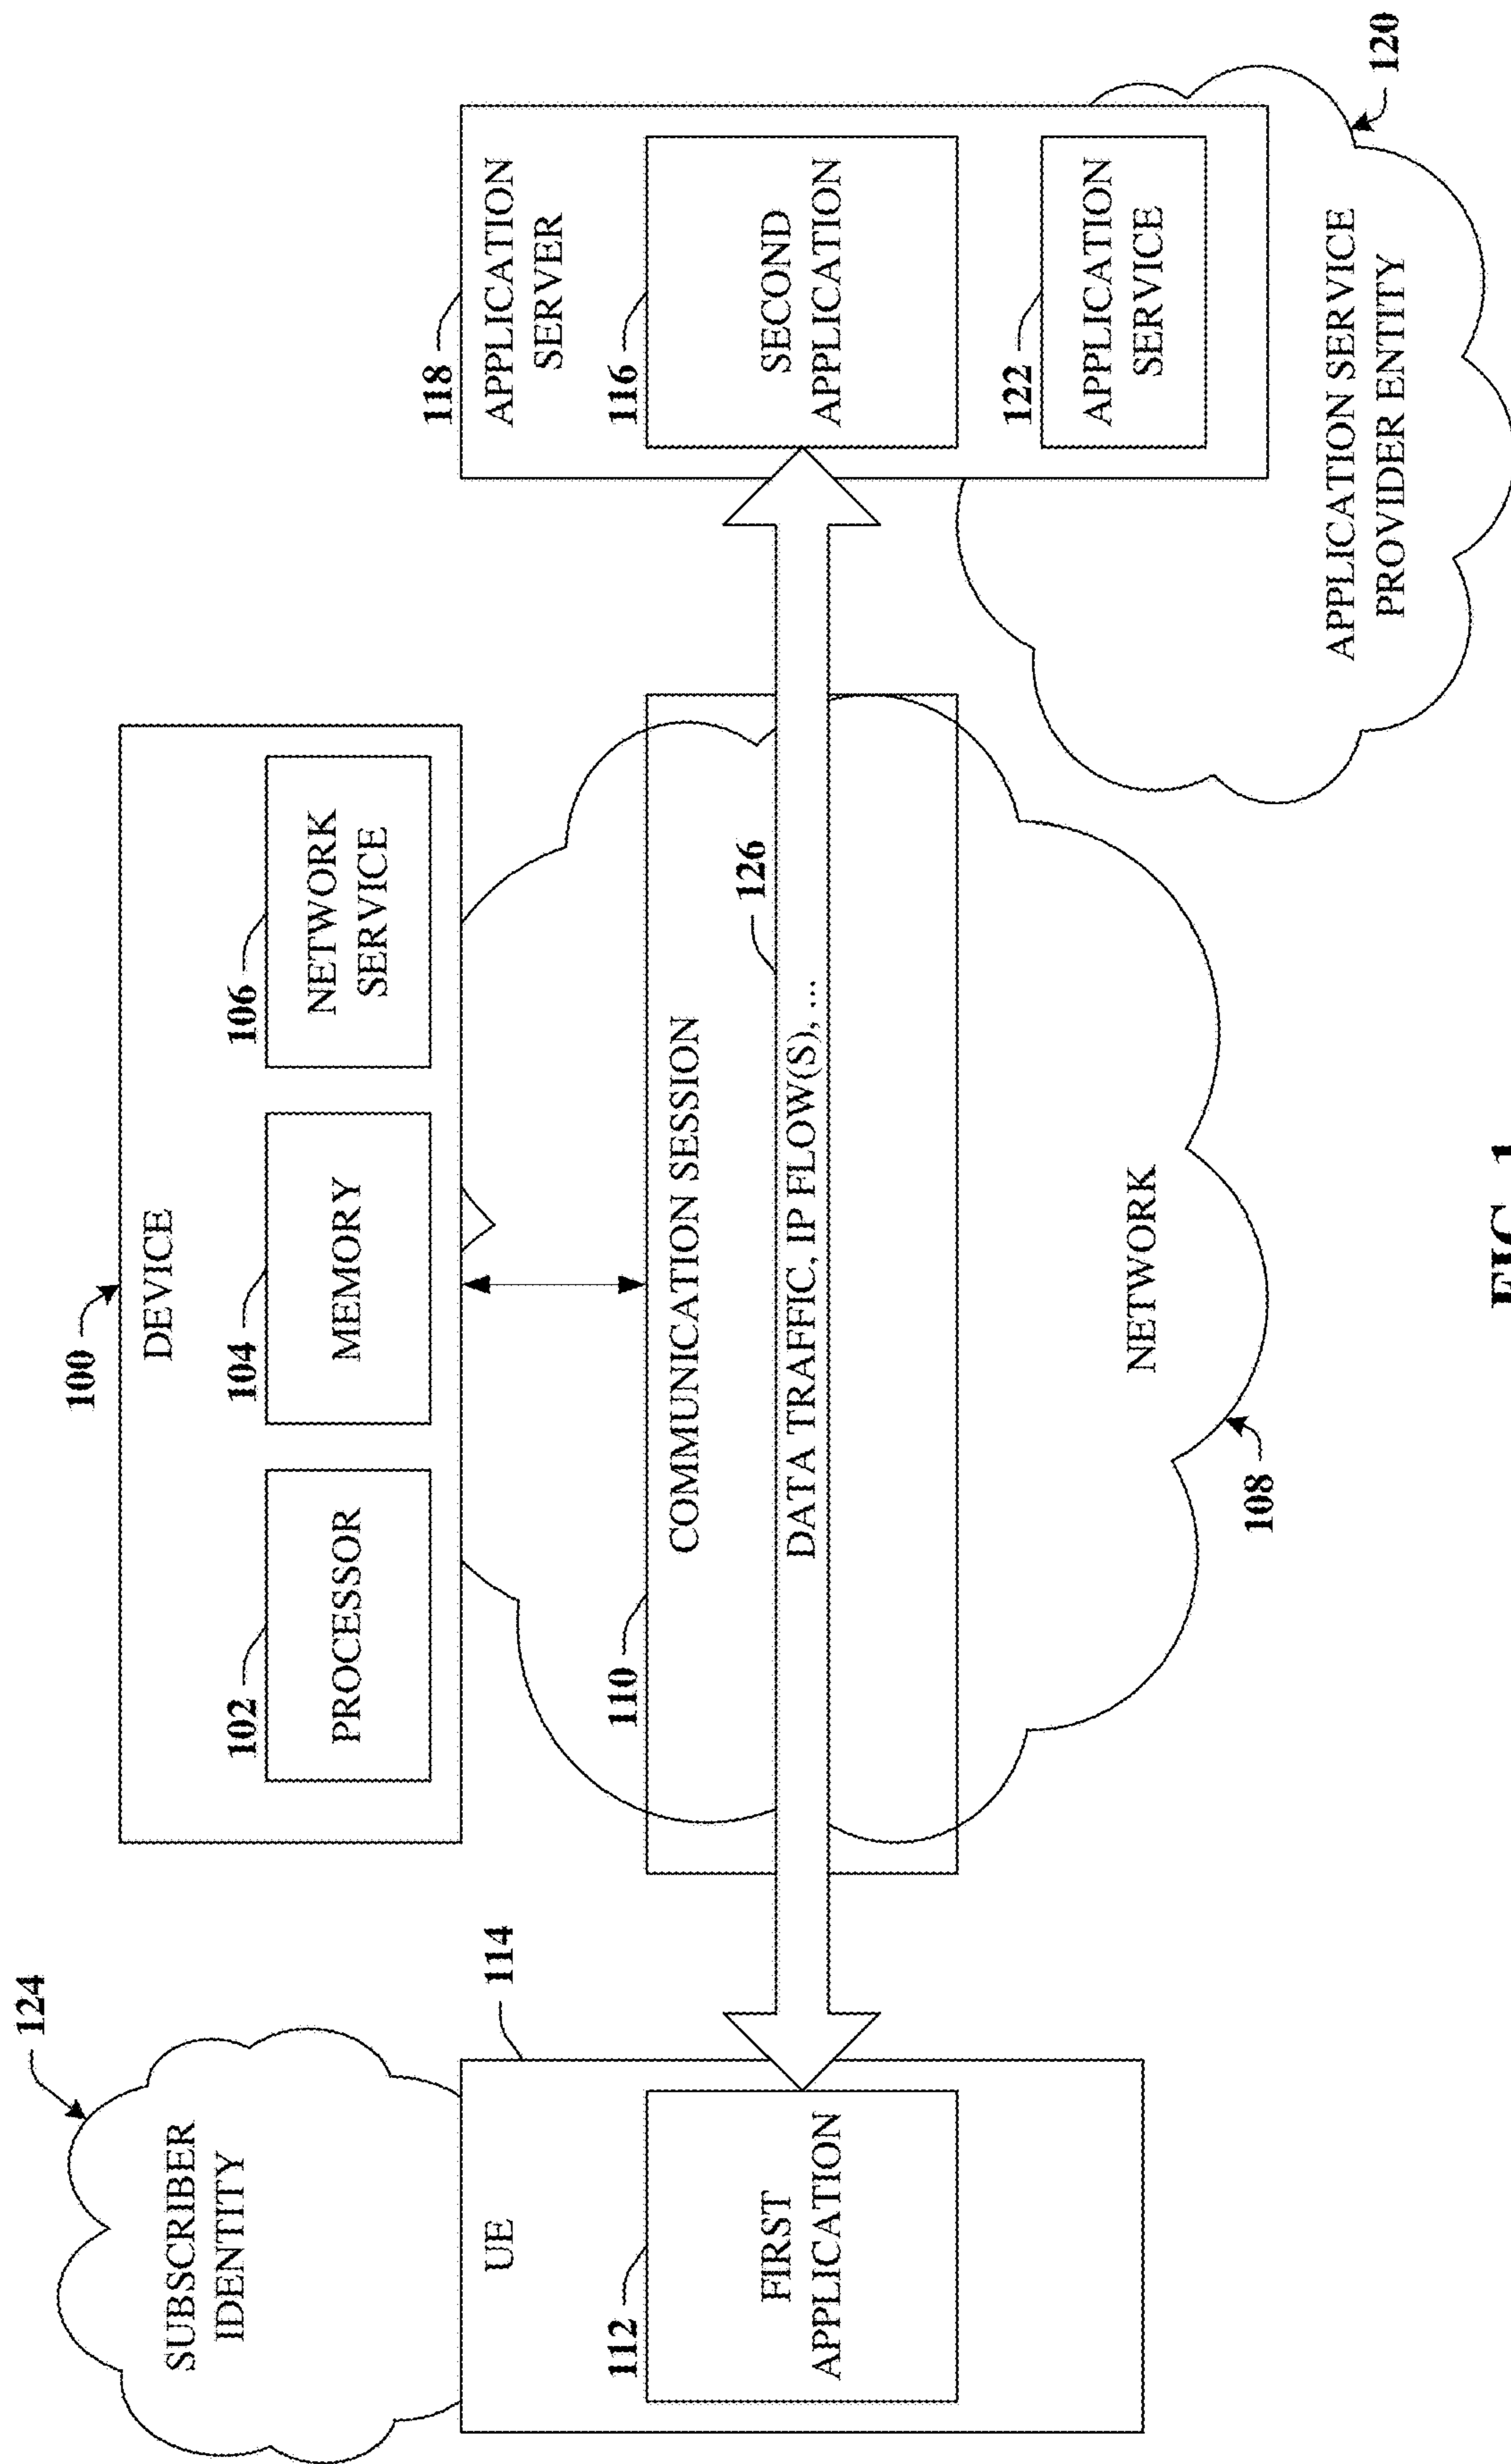 124
SUBSCRIBER
IDENTITY
UE
114
112
FIRST
APPLICATION
100
DEVICE
102
PROCESSOR
104
MEMORY
106
NETWORK
SERVICE
110
COMMUNICATION SESSION
126
DATA TRAFFIC, IP FLOW(S), ...
NETWORK
108
118
APPLICATION
SERVER
116
SECOND
APPLICATION
122
APPLICATION
SERVICE
APPLICATION SERVICE
PROVIDER ENTITY
120
FIG. 1